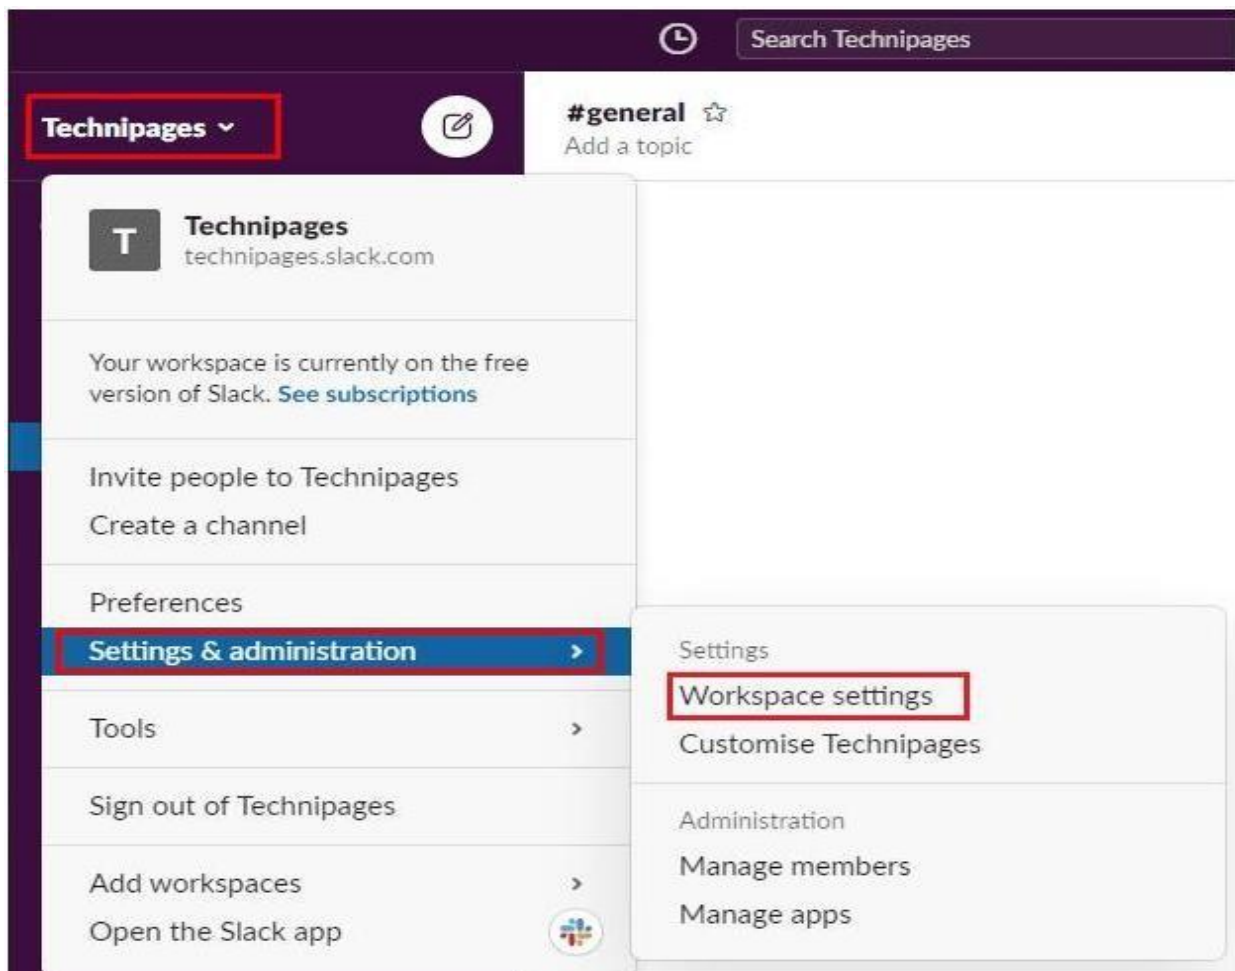 Search Technipages
Technipages
#general
Add a topic
T
Technipages
technipages.slack.com
Your workspace is currently on the free
version of Slack. See subscriptions
Invite people to Technipages
Create a channel
Preferences
Settings & administration
Tools
Sign out of Technipages
Add workspaces
Open the Slack app
Settings
Workspace settings
Customise Technipages
Administration
Manage members
Manage apps